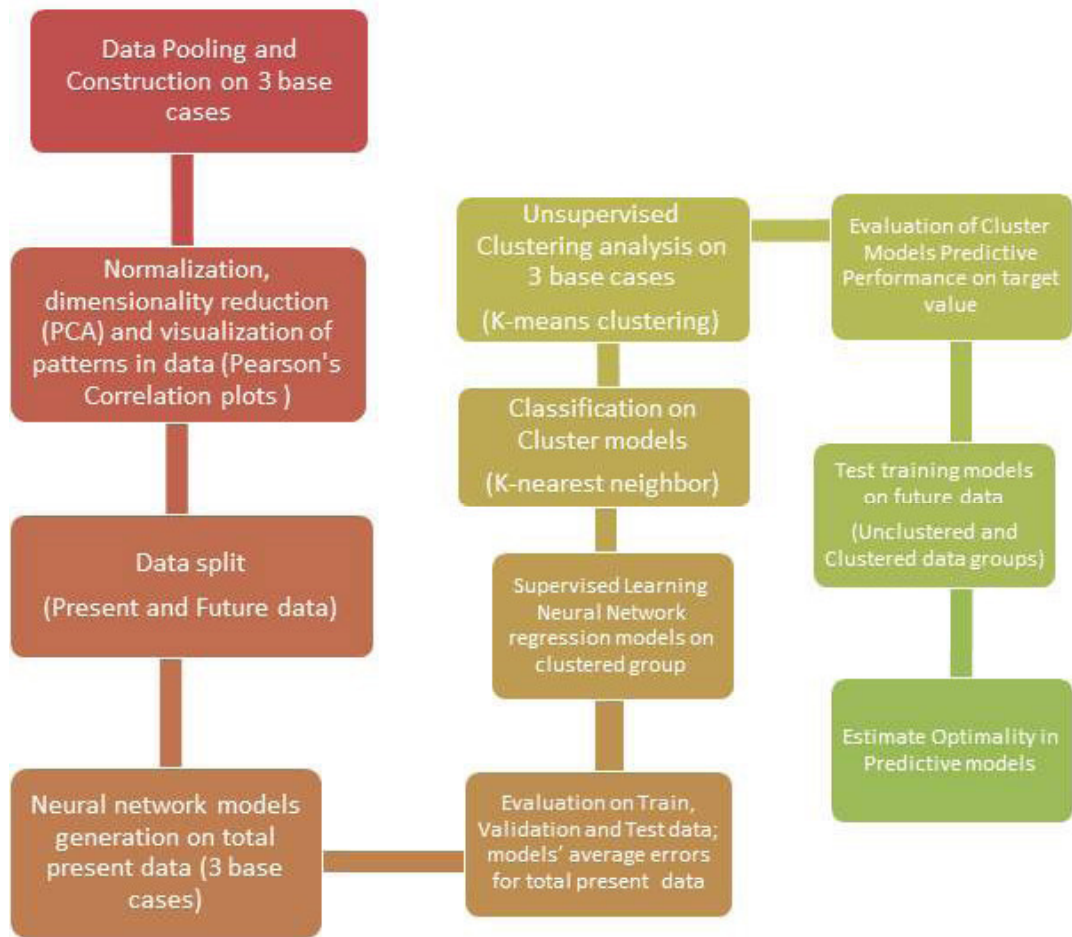 Data Pooling and
Construction on 3 base
cases
Normalization,
dimensionality reduction
(PCA) and visualization of
patterns in data (Pearson's
Correlation plots )
Data split
(Present and Future data)
Neural network models
generation on total
present data (3 base
cases)
Evaluation on Train,
Validation and Test data;
models’ average errors
for total present data
Supervised Learning
Neural Network
regression models on
clustered group
Classification on
Cluster models
(K-nearest neighbor)
Unsupervised
Clustering analysis on
3 base cases
(K-means clustering)
Evaluation of Cluster
Models Predictive
Performance on target
value
Test training models
on future data
(Unclustered and
Clustered data groups)
Estimate Optimality in
Predictive models